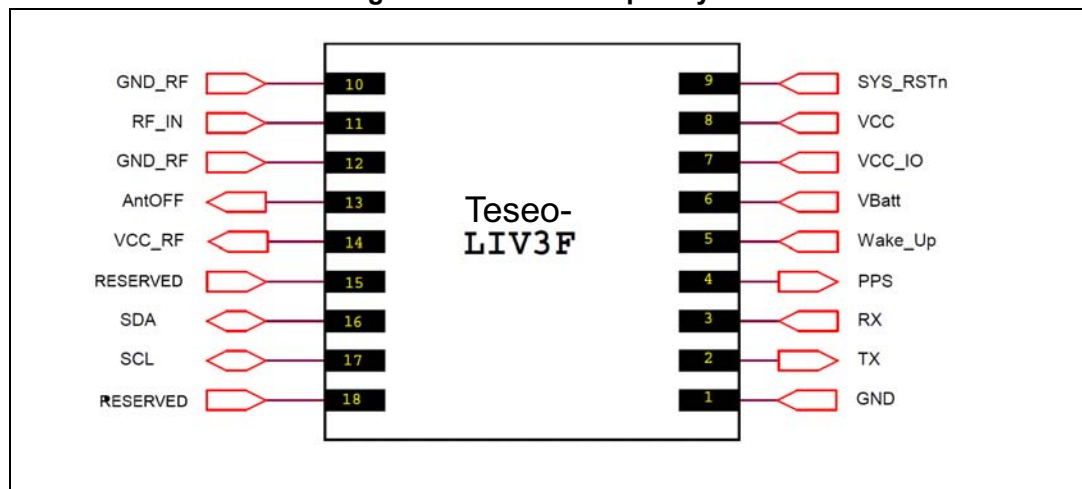 GND_RF 10 9 SYS_RSTn
RF_IN 11 8 VCC
GND_RF 12 7 VCC_IO
AntOFF 13 6 VBatt
VCC_RF 14 5 Wake_Up
RESERVED 15 4 PPS
SDA 16 3 RX
SCL 17 2 TX
RESERVED 18 1 GND
Teseo-
LIV3F